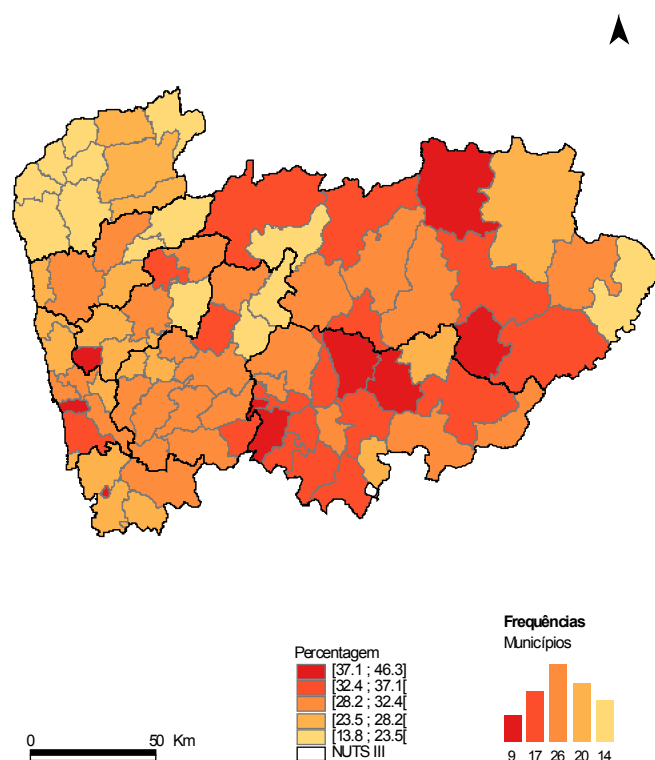 Frequências
Municípios
9 17 26 20 14
Percentagem
[37.1 ; 46.3]
[32.4 ; 37.1[
[28.2 ; 32.4[
[23.5 ; 28.2[
[13.8 ; 23.5[
NUTS III
0 50 Km